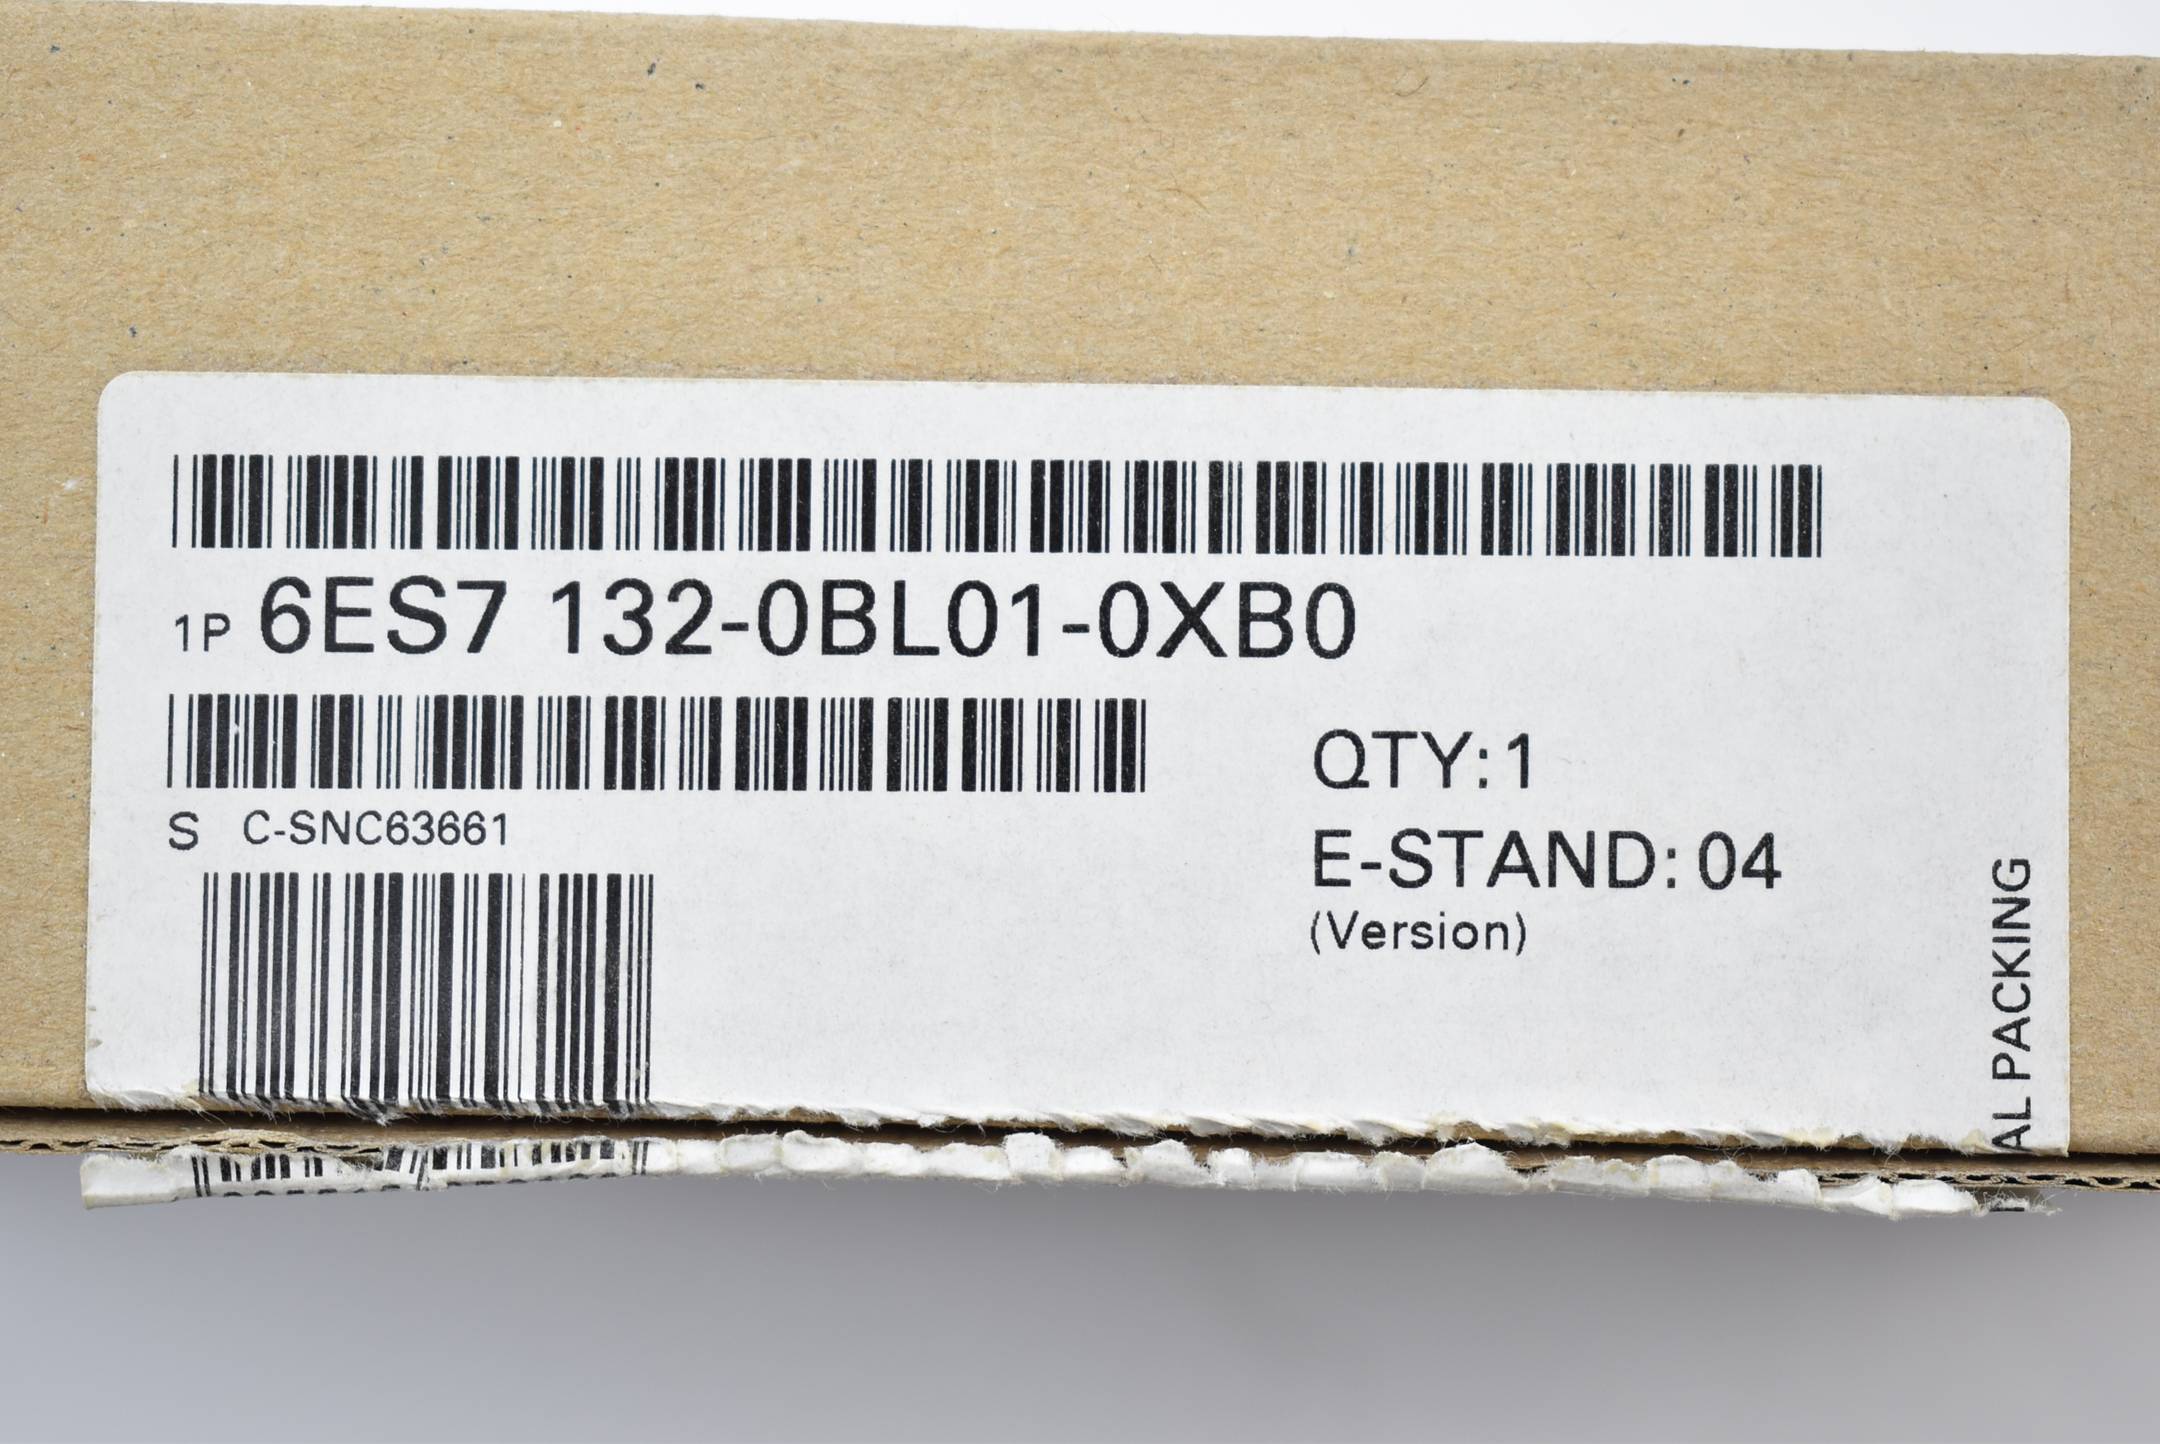 1P 6ES7 132-0BL01-0XB0
S C-SNC63661
QTY:1
E-STAND: 04
(Version)
AL PACKING